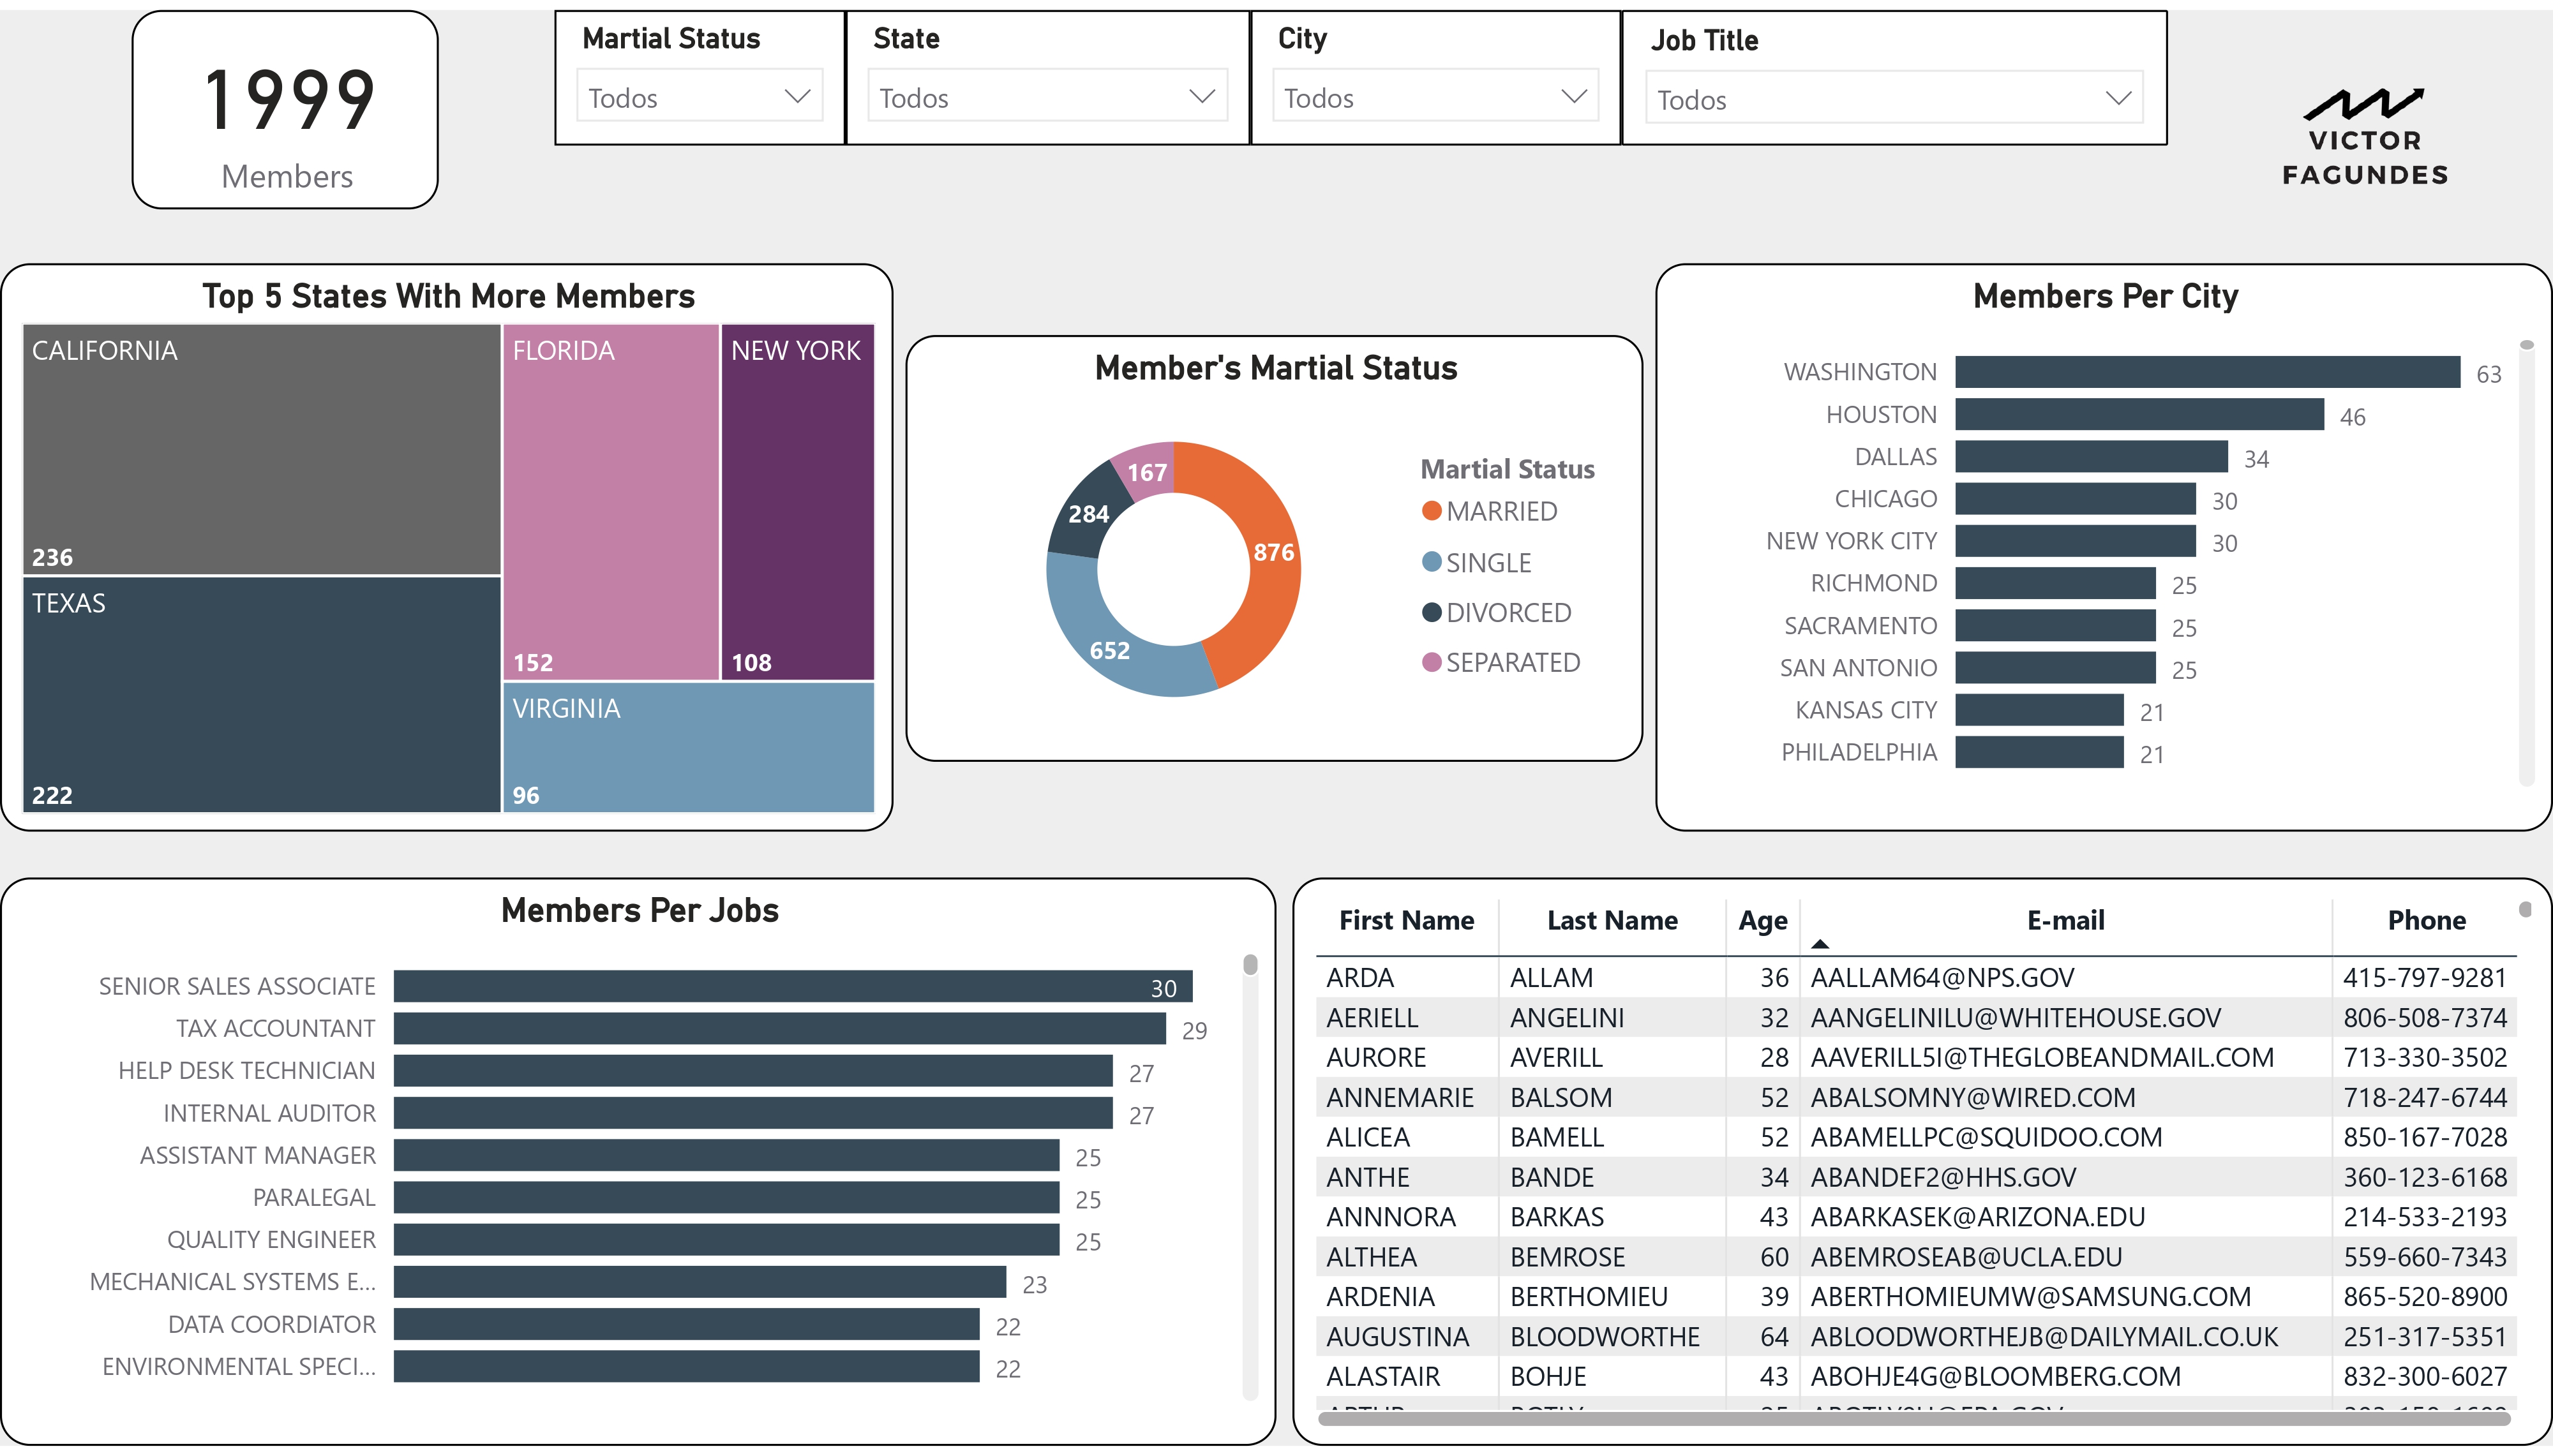 1999
Members
Martial Status
Todos
State
Todos
City
Todos
Job Title
Todos
VICTOR
FAGUNDES
Top 5 States With More Members
CALIFORNIA
236
TEXAS
222
FLORIDA
152
NEW YORK
108
VIRGINIA
96
Member's Martial Status
167
284
876
652
Martial Status
MARRIED
SINGLE
DIVORCED
SEPARATED
Members Per City
WASHINGTON 63
HOUSTON 46
DALLAS 34
CHICAGO 30
NEW YORK CITY 30
RICHMOND 25
SACRAMENTO 25
SAN ANTONIO 25
KANSAS CITY 21
PHILADELPHIA 21
Members Per Jobs
SENIOR SALES ASSOCIATE 30
TAX ACCOUNTANT 29
HELP DESK TECHNICIAN 27
INTERNAL AUDITOR 27
ASSISTANT MANAGER 25
PARALEGAL 25
QUALITY ENGINEER 25
MECHANICAL SYSTEMS E... 23
DATA COORDIATOR 22
ENVIRONMENTAL SPECI... 22
First Name Last Name Age E-mail Phone
ARDA ALLAM 36 AALLAM64@NPS.GOV 415-797-9281
AERIELL ANGELINI 32 AANGELINILU@WHITEHOUSE.GOV 806-508-7374
AURORE AVERILL 28 AAVERILL5I@THEGLOBEANDMAIL.COM 713-330-3502
ANNEMARIE BALSOM 52 ABALSOMNY@WIRED.COM 718-247-6744
ALICEA BAMELL 52 ABAMELLPC@SQUIDOO.COM 850-167-7028
ANTHE BANDE 34 ABANDEF2@HHS.GOV 360-123-6168
ANNNORA BARKAS 43 ABARKASEK@ARIZONA.EDU 214-533-2193
ALTHEA BEMROSE 60 ABEMROSEAB@UCLA.EDU 559-660-7343
ARDENIA BERTHOMIEU 39 ABERTHOMIEUMW@SAMSUNG.COM 865-520-8900
AUGUSTINA BLOODWORTHE 64 ABLOODWORTHEJB@DAILYMAIL.CO.UK 251-317-5351
ALASTAIR BOHJE 43 ABOHJE4G@BLOOMBERG.COM 832-300-6027